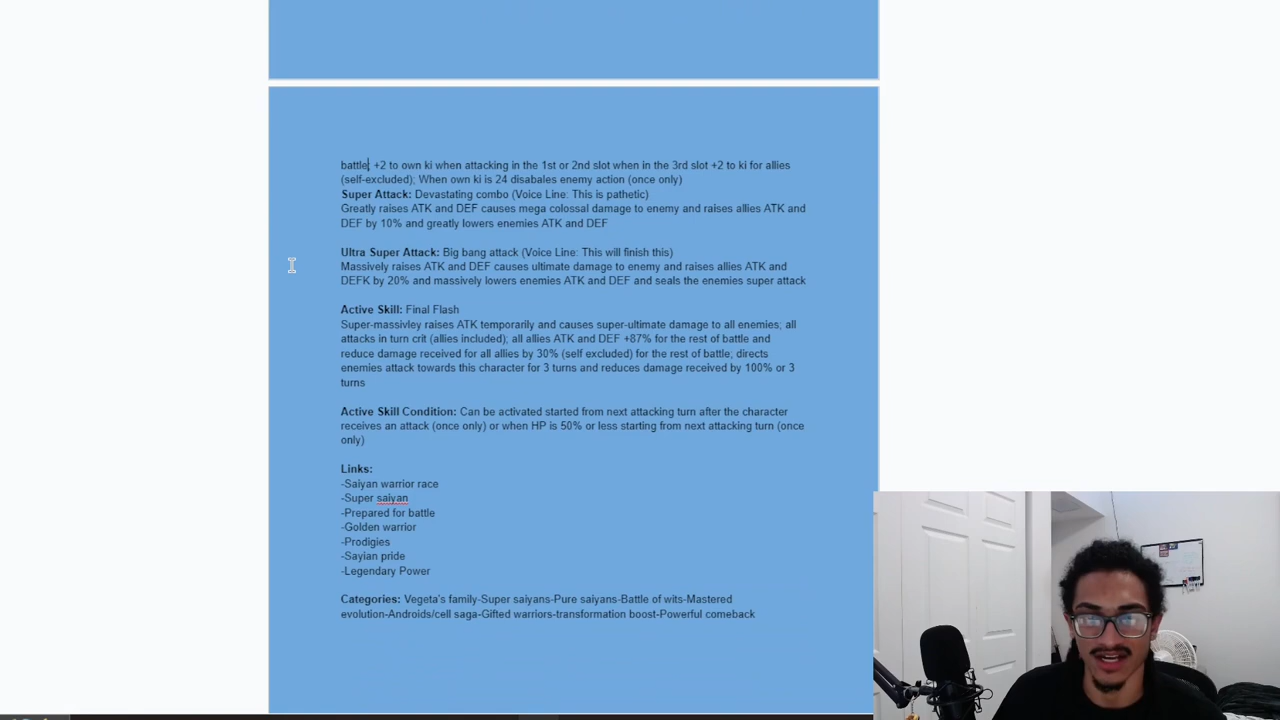 battle; +2 to own ki when attacking in the 1st or 2nd slot when in the 3rd slot +2 to ki for allies
(self-excluded); When own ki is 24 disabales enemy action (once only)
Super Attack: Devastating combo (Voice Line: This is pathetic)
Greatly raises ATK and DEF causes mega colossal damage to enemy and raises allies ATK and
DEF by 10% and greatly lowers enemies ATK and DEF
Ultra Super Attack: Big bang attack (Voice Line: This will finish this)
Massively raises ATK and DEF causes ultimate damage to enemy and raises allies ATK and
DEFK by 20% and massively lowers enemies ATK and DEF and seals the enemies super attack
Active Skill: Final Flash
Super-massivley raises ATK temporarily and causes super-ultimate damage to all enemies; all
attacks in turn crit (allies included); all allies ATK and DEF +87% for the rest of battle and
reduce damage received for all allies by 30% (self excluded) for the rest of battle; directs
enemies attack towards this character for 3 turns and reduces damage received by 100% or 3
turns
Active Skill Condition: Can be activated started from next attacking turn after the character
receives an attack (once only) or when HP is 50% or less starting from next attacking turn (once
only)
Links:
-Saiyan warrior race
-Super saiyan
-Prepared for battle
-Golden warrior
-Prodigies
-Sayian pride
-Legendary Power
Categories: Vegeta's family-Super saiyans-Pure saiyans-Battle of wits-Mastered
evolution-Androids/cell saga-Gifted warriors-transformation boost-Powerful comeback